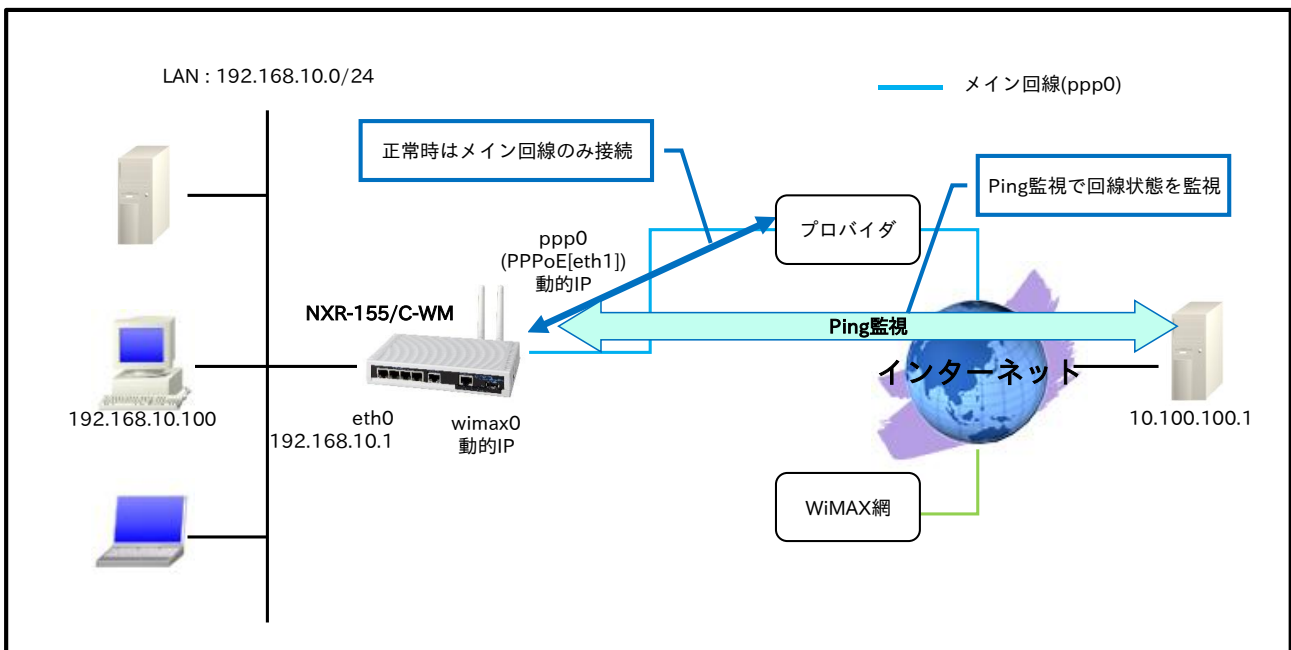 LAN : 192.168.10.0/24
メイン回線(ppp0)
正常時はメイン回線のみ接続
Ping監視で回線状態を監視
プロバイダ
ppp0
(PPPoE[eth1])
動的IP
NXR-155/C-WM
Ping監視
インターネット
192.168.10.100
eth0
192.168.10.1
wimax0
動的IP
10.100.100.1
WiMAX網